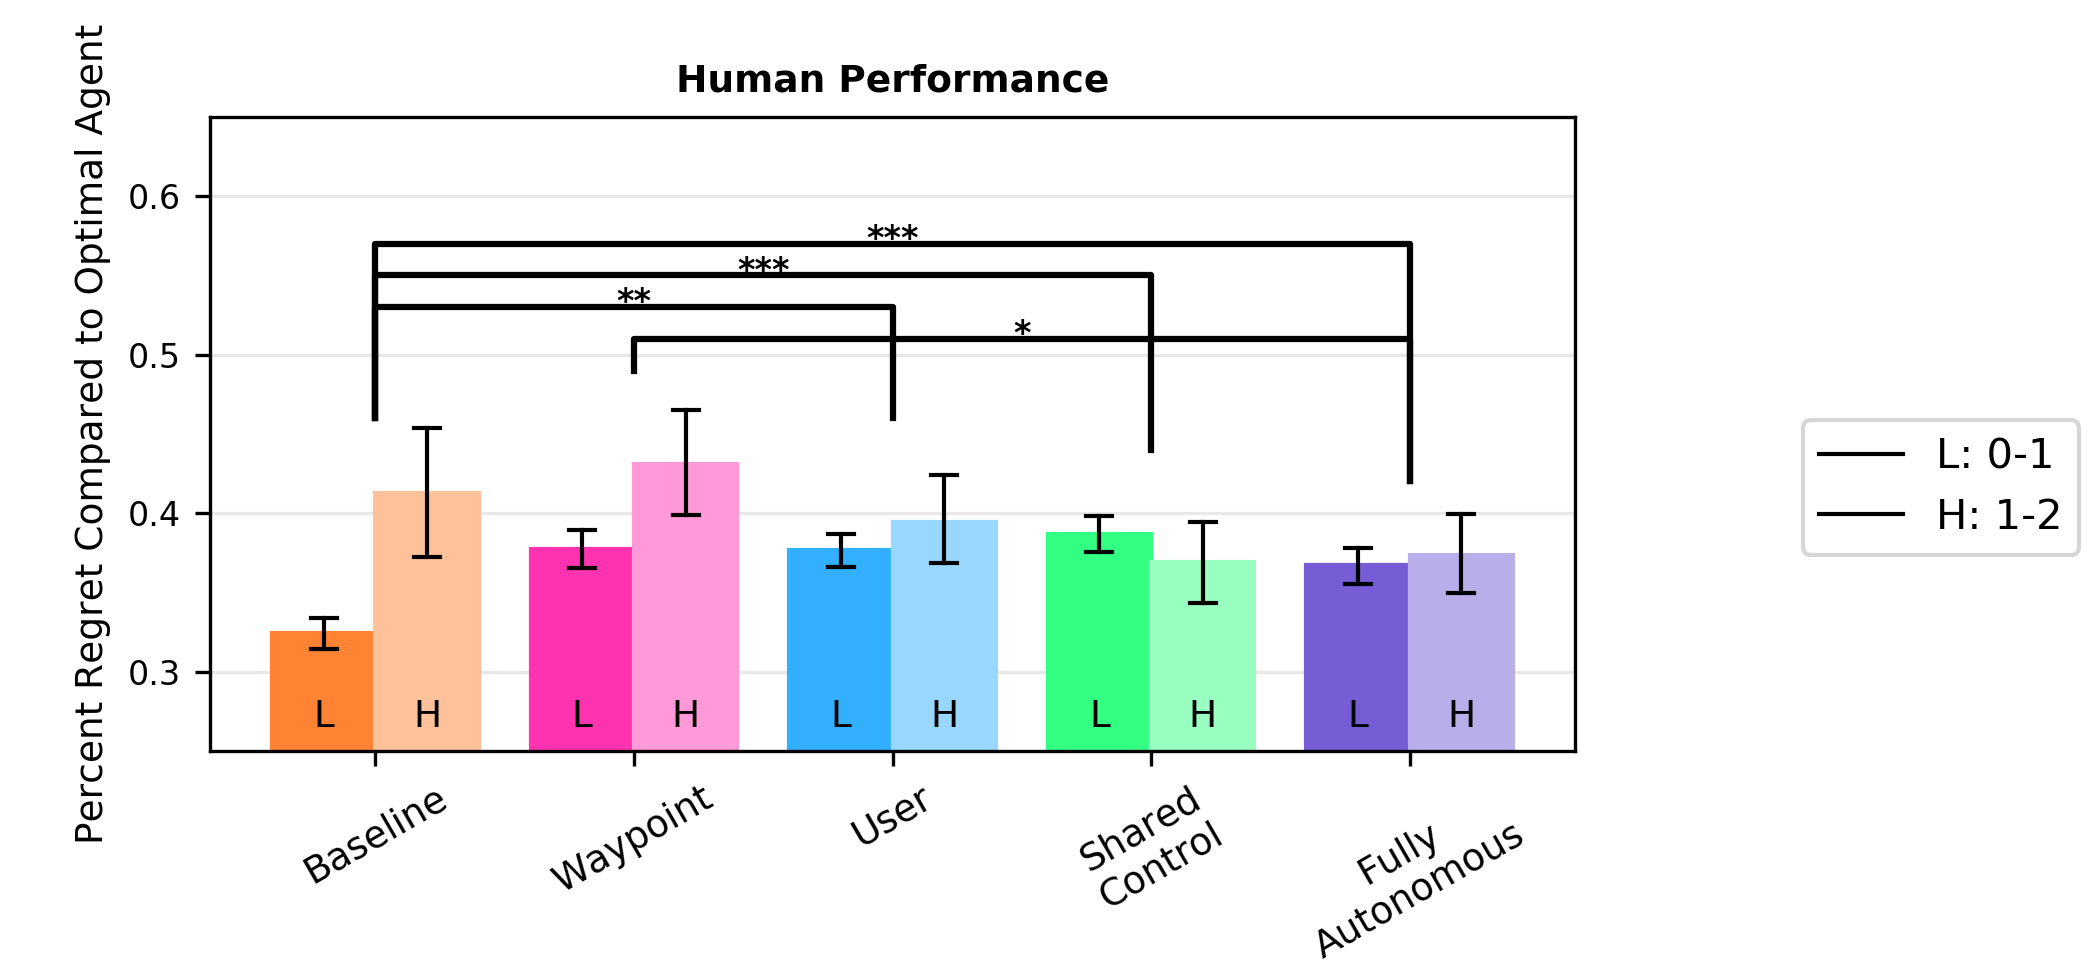 Human Performance
Percent Regret Compared to Optimal Agent
0.6
0.5
0.4
0.3
***
***
**
*
L H L H L H L H L H
Baseline
Waypoint
User
Shared
Control
Fully
Autonomous
L: 0-1
H: 1-2